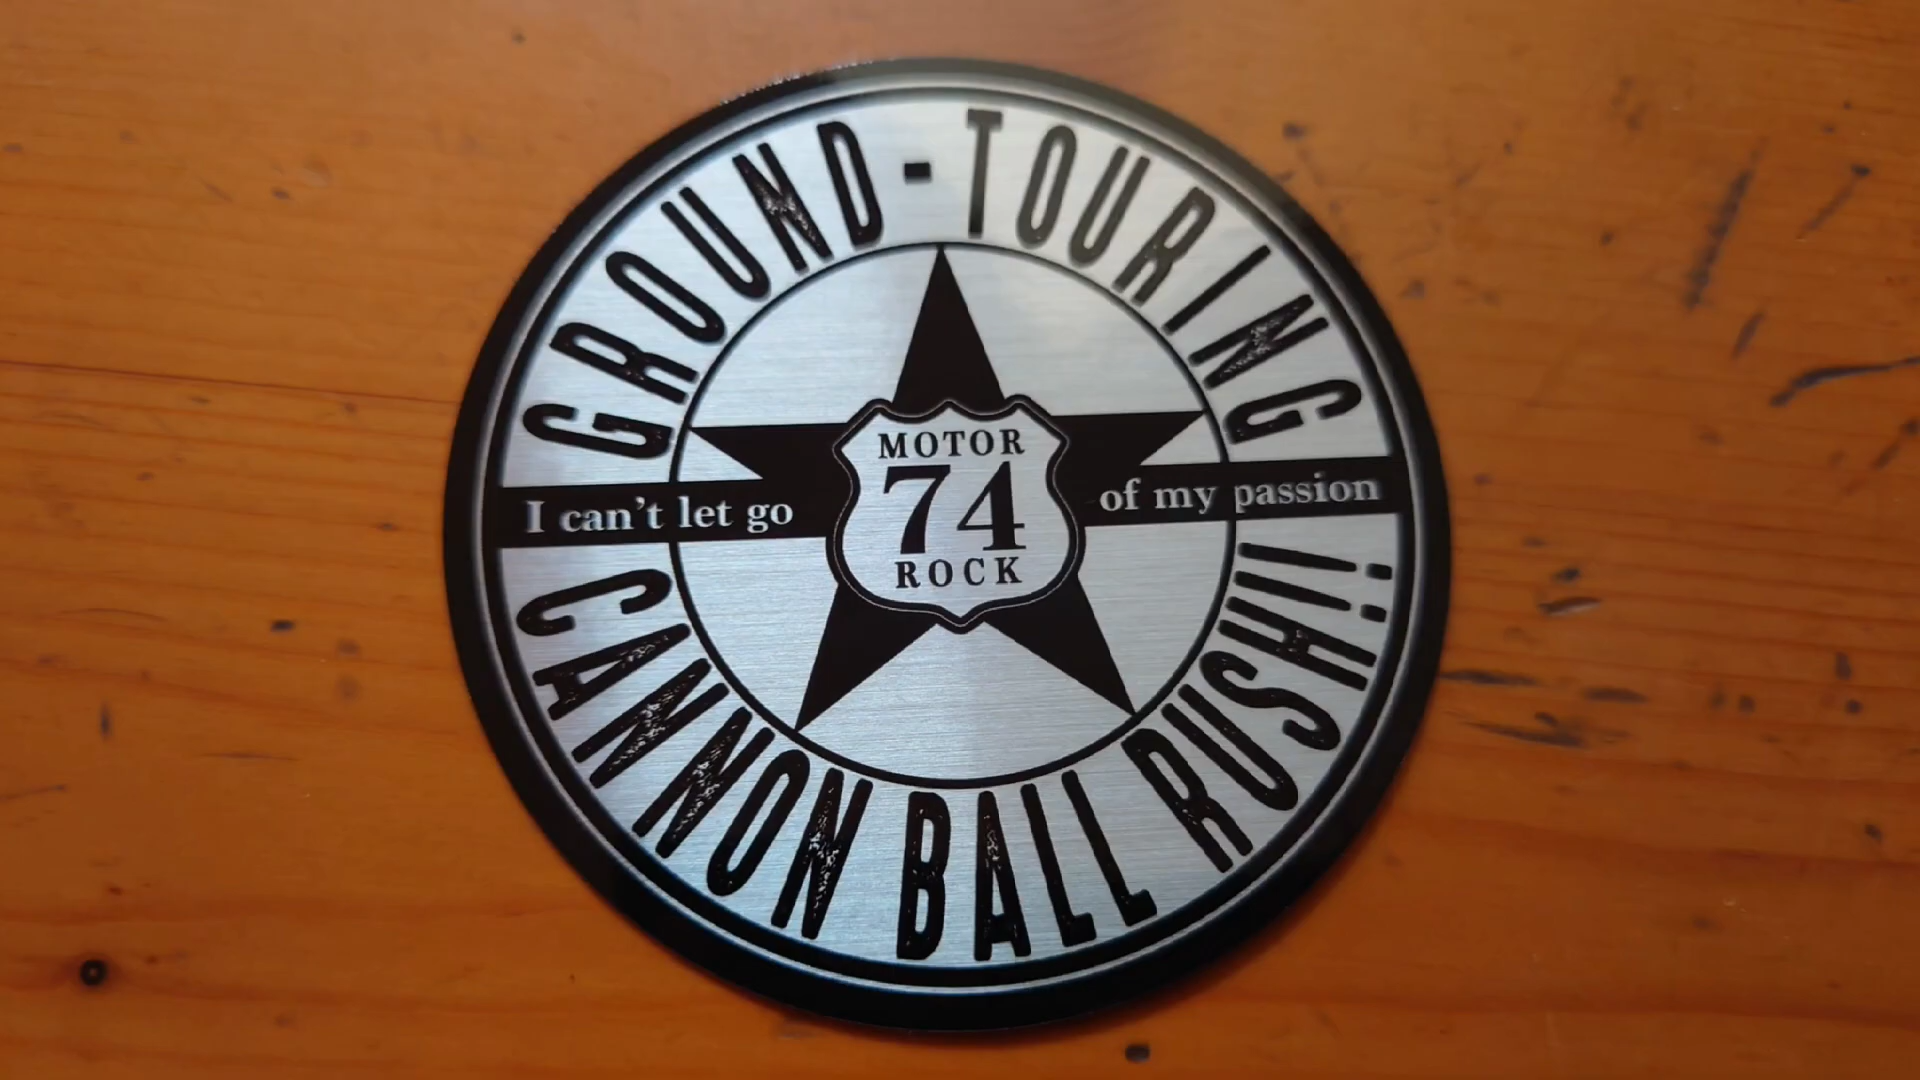 GROUND-TOURING
I can't let go of my passion
MOTOR
74
ROCK
CANNON BALL RUSH!!